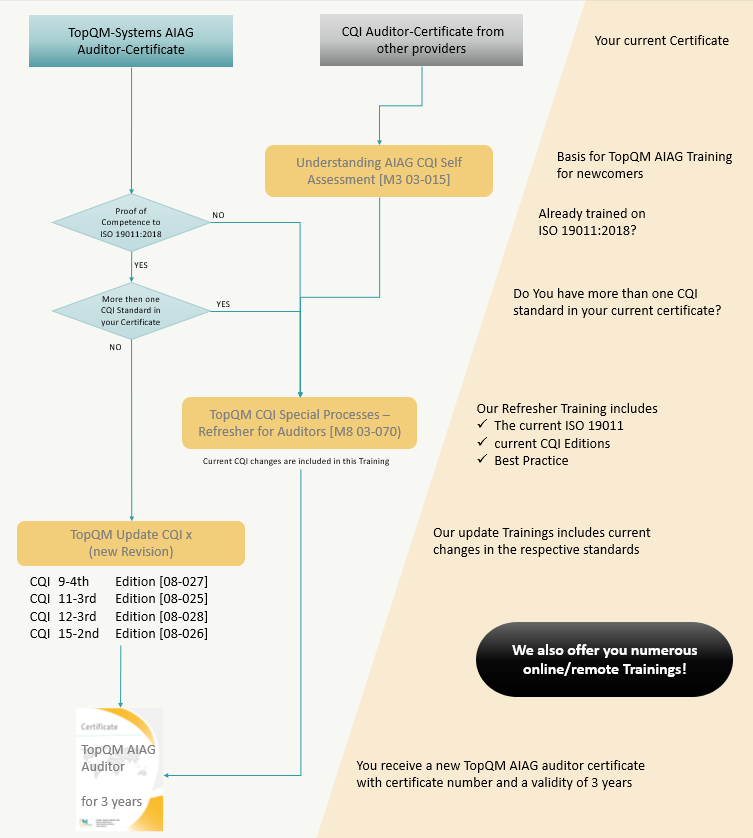 TopQM-Systems AIAG
Auditor-Certificate
CQI Auditor-Certificate from
other providers
Your current Certificate
Understanding AIAG CQI Self
Assessment [M3 03-015]
Basis for TopQM AIAG Training
for newcomers
Proof of
Competence to
ISO 19011:2018
NO
YES
Already trained on
ISO 19011:2018?
More then one
CQI Standard in
your Certificate
YES
NO
Do You have more than one CQI
standard in your current certificate?
TopQM CQI Special Processes –
Refresher for Auditors [M8 03-070)
Current CQI changes are included in this Training
Our Refresher Training includes
✓ The current ISO 19011
✓ current CQI Editions
✓ Best Practice
TopQM Update CQI x
(new Revision)
Our update Trainings includes current
changes in the respective standards
CQI 9-4th Edition [08-027]
CQI 11-3rd Edition [08-025]
CQI 12-3rd Edition [08-028]
CQI 15-2nd Edition [08-026]
We also offer you numerous
online/remote Trainings!
Certificate
TopQM AIAG
Auditor
for 3 years
You receive a new TopQM AIAG auditor certificate
with certificate number and a validity of 3 years